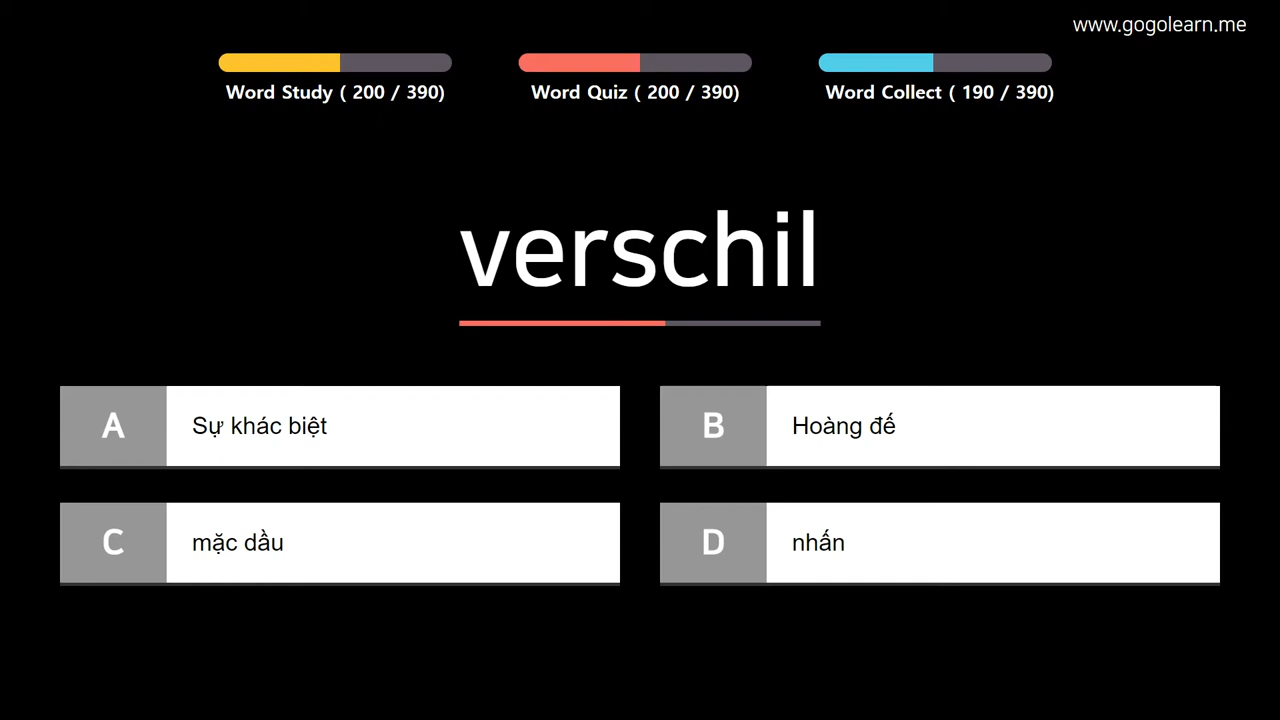 www.gogolearn.me
Word Study ( 200 / 390)
Word Quiz ( 200 / 390)
Word Collect ( 190 / 390)
verschil
A Sự khác biệt
B Hoàng đế
C mặc dầu
D nhấn